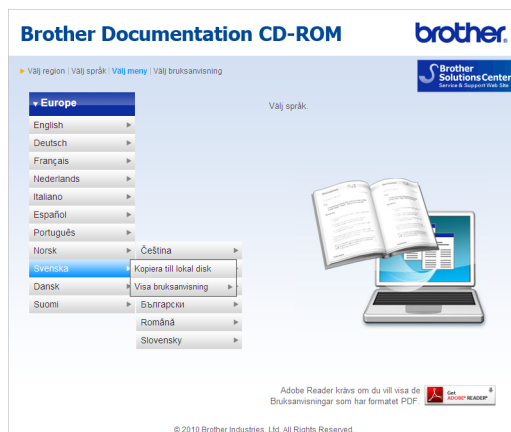 Brother Documentation CD-ROM
brother.
Välj region | Välj språk | Välj meny | Välj bruksanvisning
Brother
Solutions Center
Service & Support Web Site
Europe
Välj språk.
English
Deutsch
Français
Nederlands
Italiano
Español
Português
Norsk
Čeština
Svenska
Kopiera till lokal disk
Dansk
Visa bruksanvisning
Suomi
Български
Română
Slovensky
Adobe Reader krävs om du vill visa de
Bruksanvisningar som har formatet PDF.
Get
ADOBE® READER®
© 2010 Brother Industries, Ltd. All Rights Reserved.